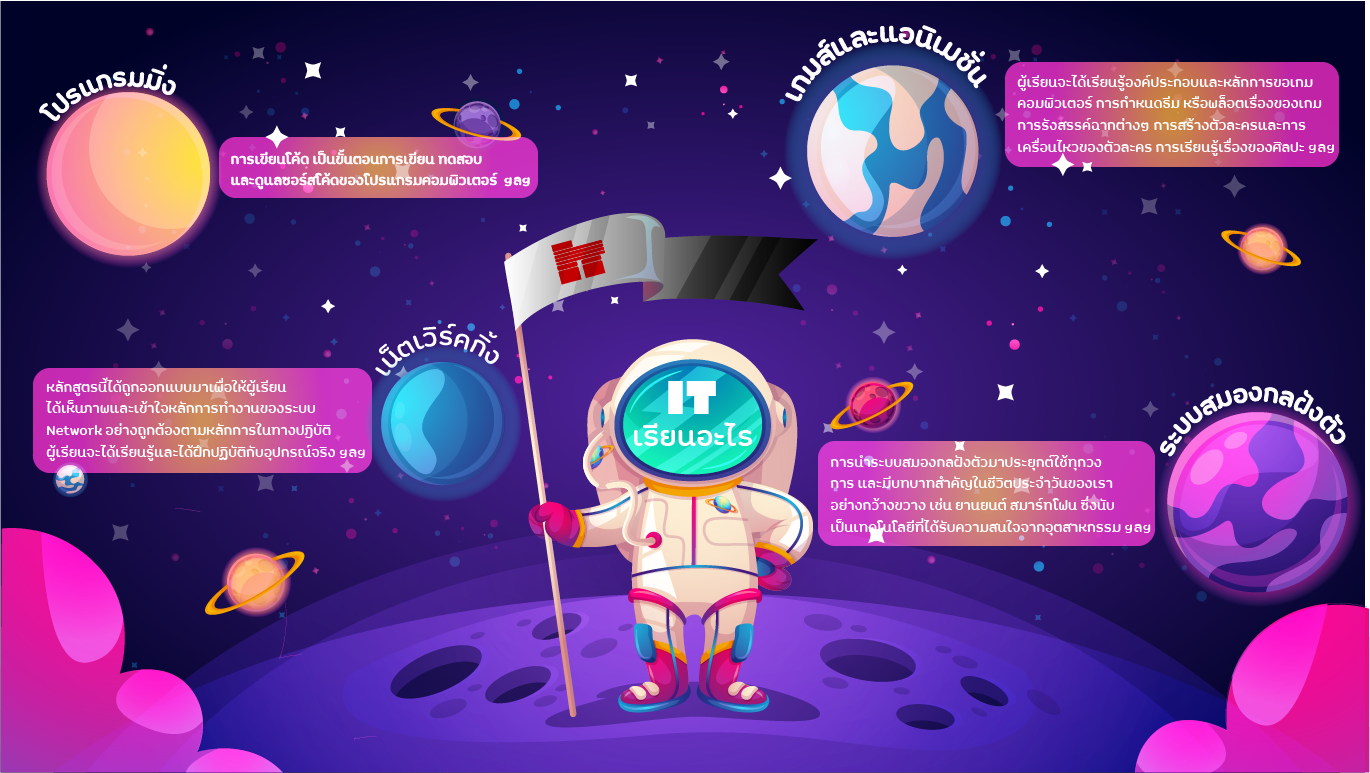 โปรแกรมมิ่ง
การเขียนโค้ด เป็นขั้นตอนการเขียน ทดสอบ
และดูแลซอร์สโค้ดของโปรแกรมคอมพิวเตอร์ ฯลฯ
เกมส์และแอนิเมชั่น
ผู้เรียนจะได้เรียนรู้องค์ประกอบและหลักการขอเกม
คอมพิวเตอร์ การกำหนดธีม หรือพล็อตเรื่องของเกม
การรังสรรค์ฉากต่างๆ การสร้างตัวละครและการ
เครื่อนไหวของตัวละคร การเรียนรู้เรื่องของศิลปะ ฯลฯ
เน็ตเวิร์คกิ้ง
หลักสูตรนี้ได้ถูกออกแบบมาเพื่อให้ผู้เรียน
ได้เห็นภาพและเข้าใจหลักการทำงานของระบบ
Network อย่างถูกต้องตามหลักการในทางปฏิบัติ
ผู้เรียนจะได้เรียนรู้และได้ฝึกปฏิบัติกับอุปกรณ์จริง ฯลฯ
IT
เรียนอะไร
ระบบสมองกลฝังตัว
การนำระบบสมองกลฝังตัวมาประยุกต์ใช้ทุกวง
การ และมีบทบาทสำคัญในชีวิตประจำวันของเรา
อย่างกว้างขวาง เช่น ยานยนต์ สมาร์ทโฟน ซึ่งนับ
เป็นเทคโนโลยีที่ได้รับความสนใจจากอุตสาหกรรม ฯลฯ